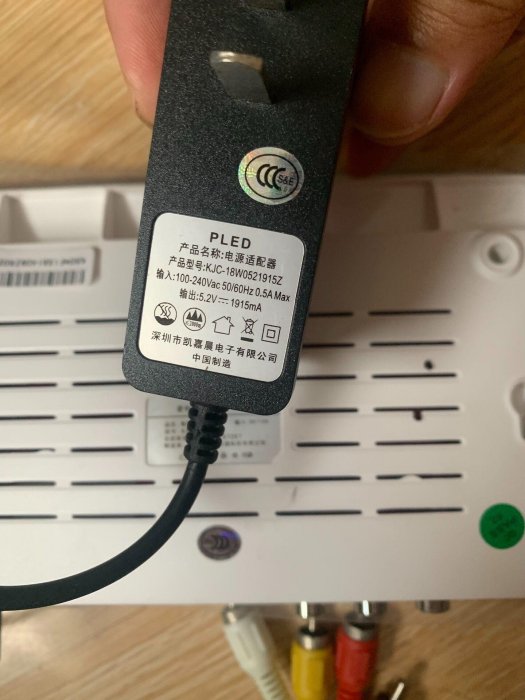 S&E
PLED
产品名称:电源适配器
产品型号:KJC-18W0521915Z
输入:100-240Vac 50/60Hz 0.5A Max
输出:5.2V⎓1915mA
深圳市凯嘉晨电子有限公司
中国制造